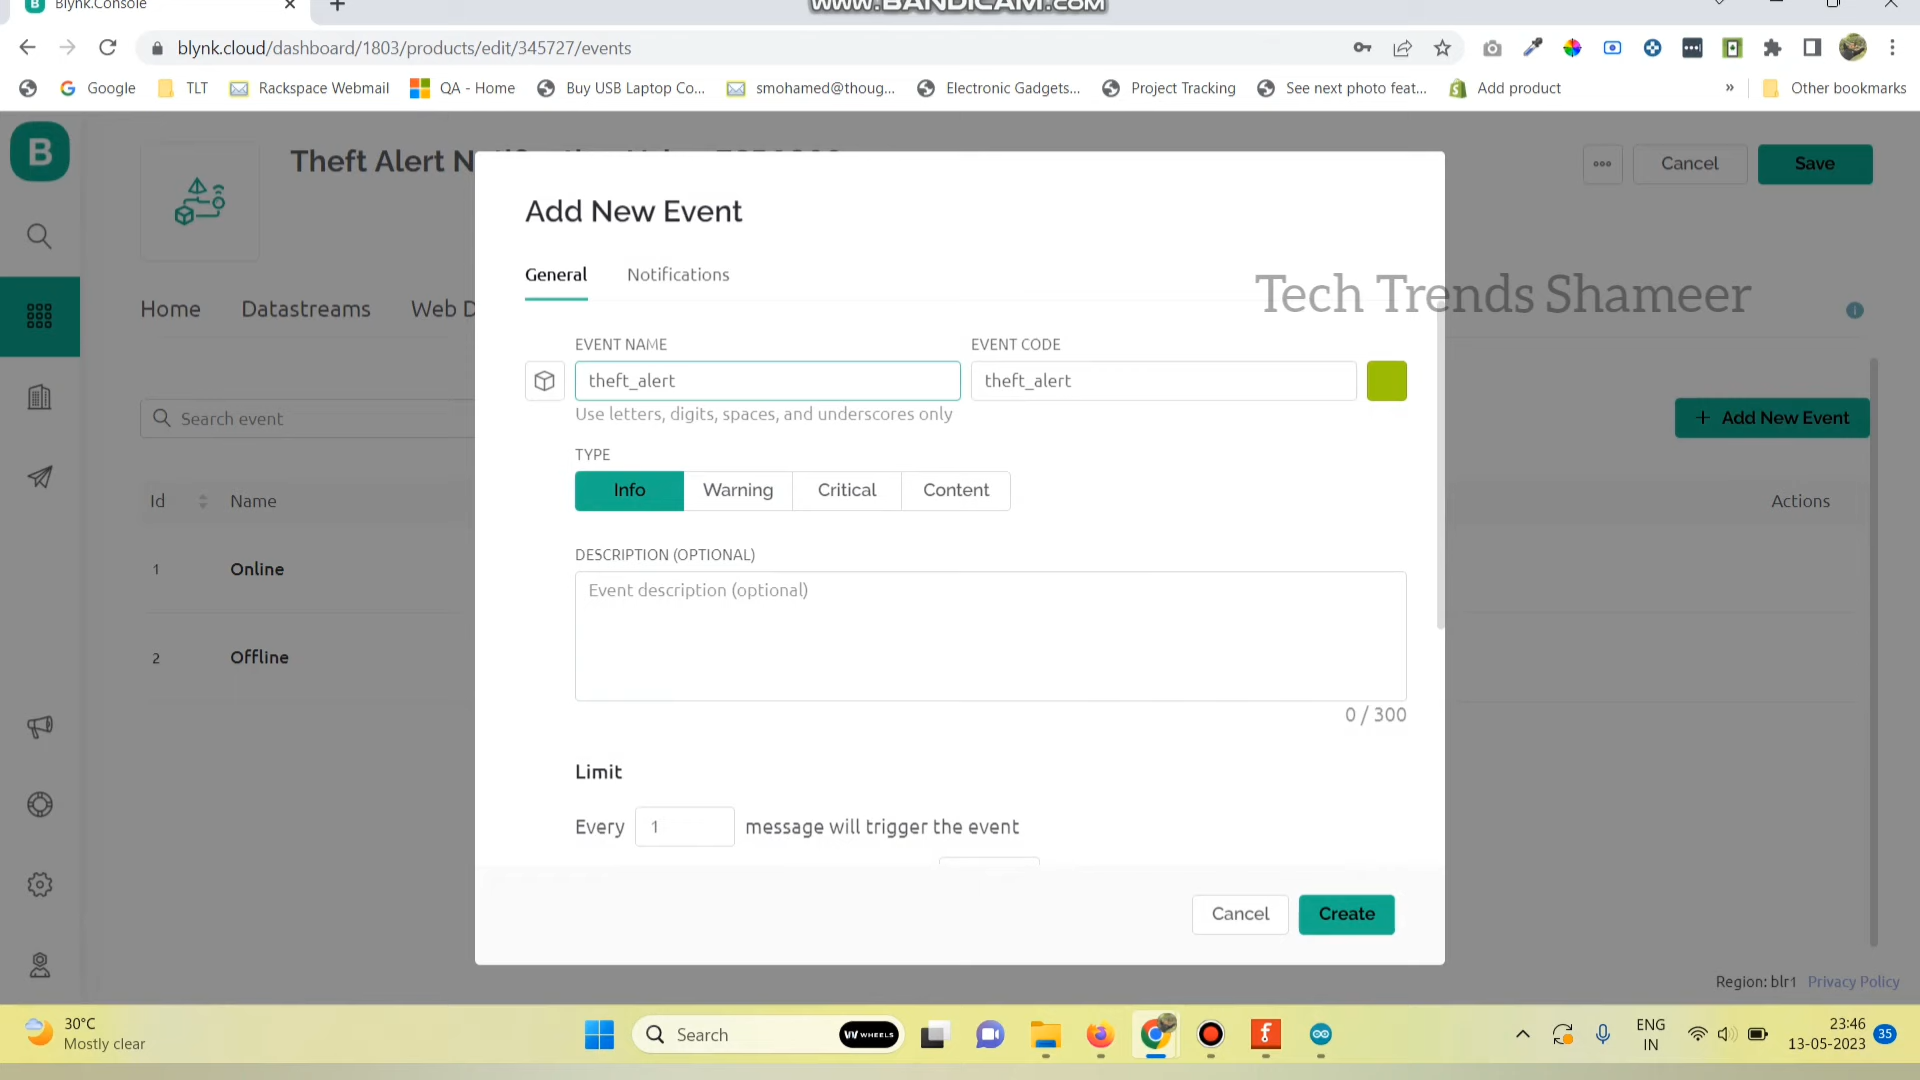 Blynk.Console
WWW.BANDICAM.COM
blynk.cloud/dashboard/1803/products/edit/345727/events
Google
TLT
Rackspace Webmail
QA - Home
Buy USB Laptop Co...
smohamed@thoug...
Electronic Gadgets...
Project Tracking
See next photo feat...
Add product
»
Other bookmarks
B
Theft Alert N
Cancel
Save
Add New Event
General
Notifications
Tech Trends Shameer
Home
Datastreams
Web D
EVENT NAME
EVENT CODE
theft_alert
theft_alert
Use letters, digits, spaces, and underscores only
Search event
+ Add New Event
TYPE
Info
Warning
Critical
Content
Id
Name
Actions
DESCRIPTION (OPTIONAL)
Event description (optional)
1
Online
2
Offline
0 / 300
Limit
Every 1 message will trigger the event
Cancel
Create
Region: blr1
Privacy Policy
30°C
Mostly clear
Search
WHEELS
ENG
IN
23:46
13-05-2023
35